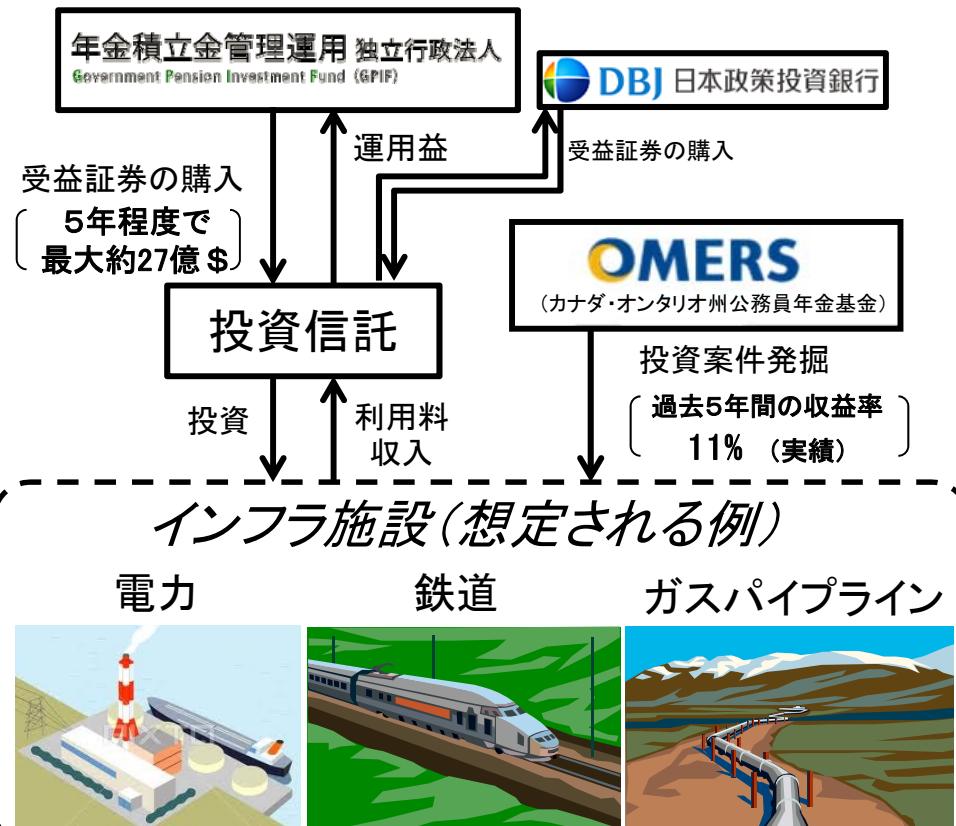 年金積立金管理運用 独立行政法人
Government Pension Investment Fund (GPIF)
DBJ 日本政策投資銀行
運用益
受益証券の購入
受益証券の購入
５年程度で
最大約27億＄
OMERS
（カナダ・オンタリオ州公務員年金基金）
投資信託
投資案件発掘
過去５年間の収益率
11% （実績）
投資
利用料
収入
インフラ施設（想定される例）
電力
鉄道
ガスパイプライン